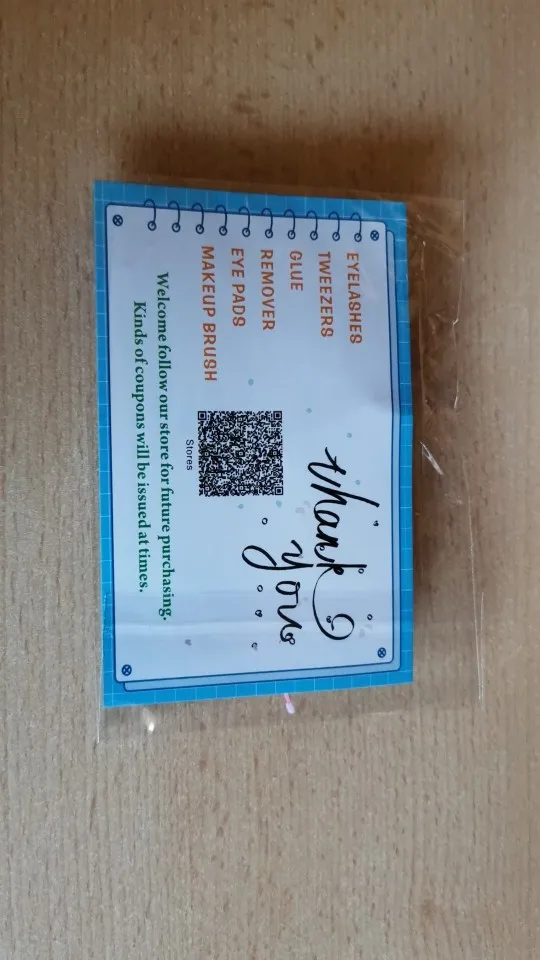 EYELASHES
TWEEZERS
GLUE
REMOVER
EYE PADS
MAKEUP BRUSH
thank
you
Stores
Welcome follow our store for future purchasing.
Kinds of coupons will be issued at times.